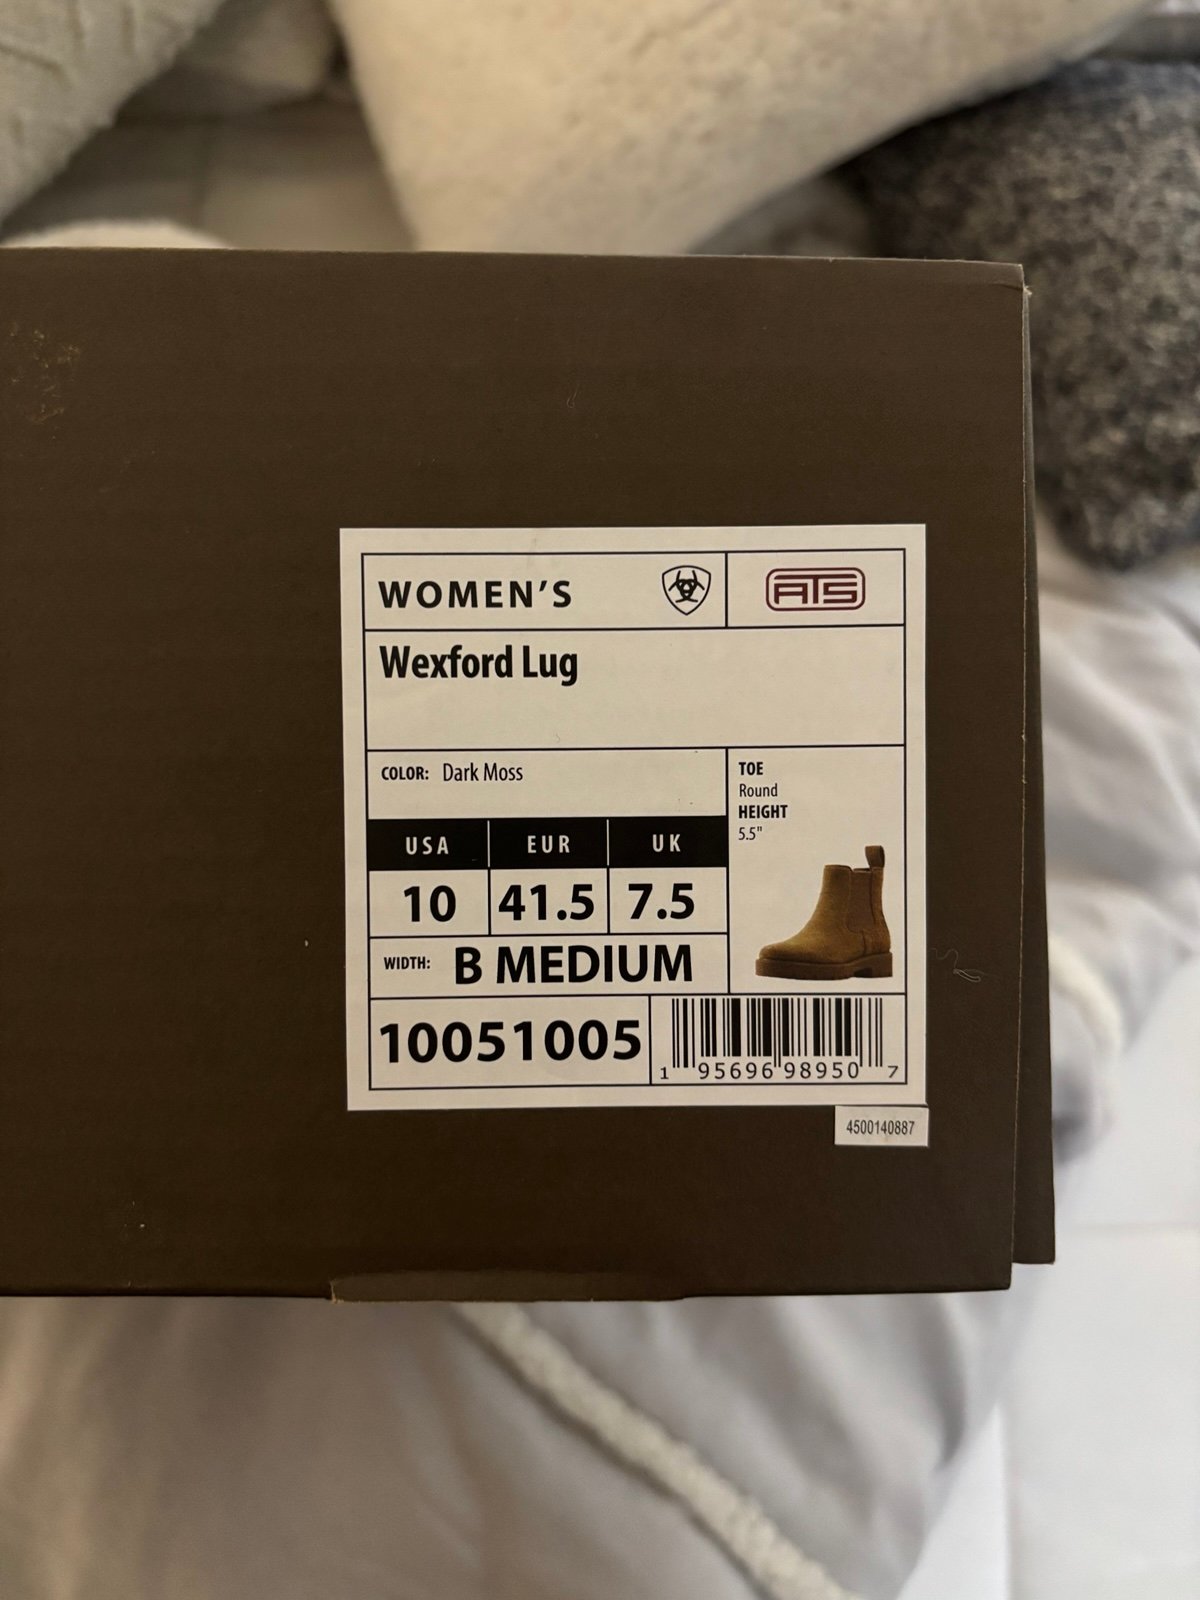 WOMEN'S
ATS
Wexford Lug
COLOR: Dark Moss
TOE
Round
HEIGHT
5.5"
USA EUR UK
10 41.5 7.5
WIDTH: B MEDIUM
10051005
1 95696 98950 7
4500140887